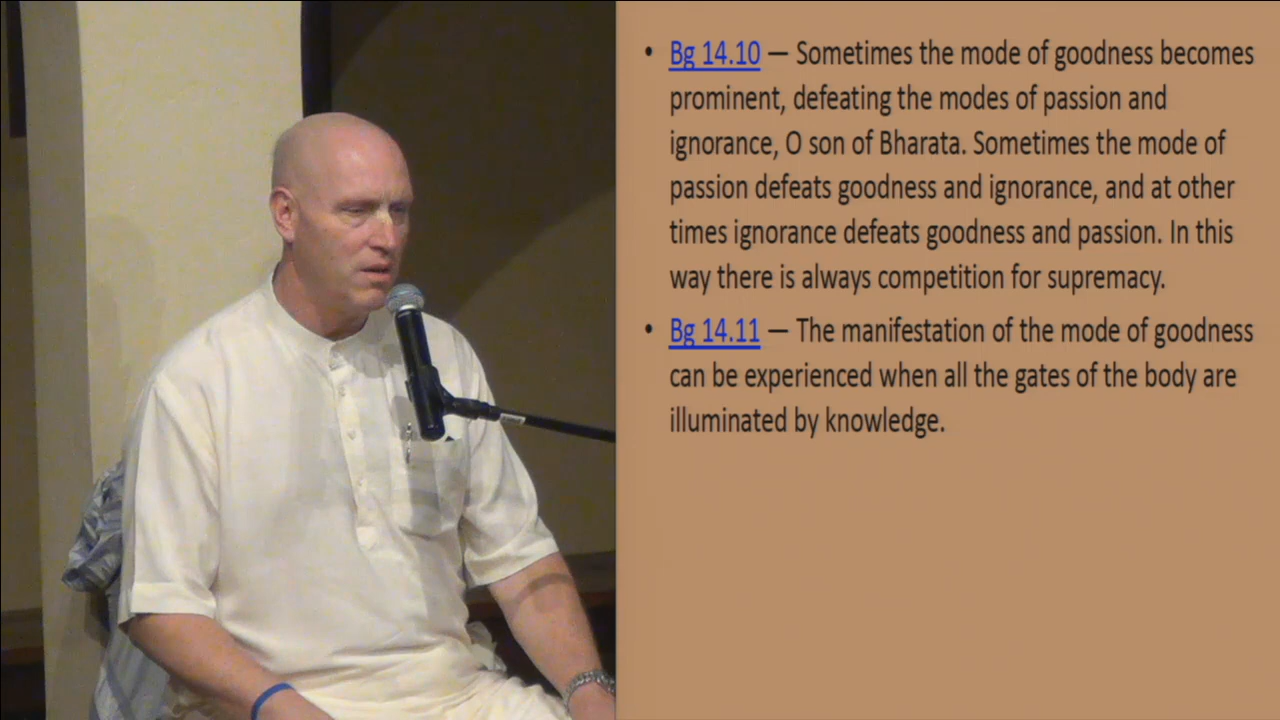 • Bg 14.10 — Sometimes the mode of goodness becomes
prominent, defeating the modes of passion and
ignorance, O son of Bharata. Sometimes the mode of
passion defeats goodness and ignorance, and at other
times ignorance defeats goodness and passion. In this
way there is always competition for supremacy.
• Bg 14.11 — The manifestation of the mode of goodness
can be experienced when all the gates of the body are
illuminated by knowledge.